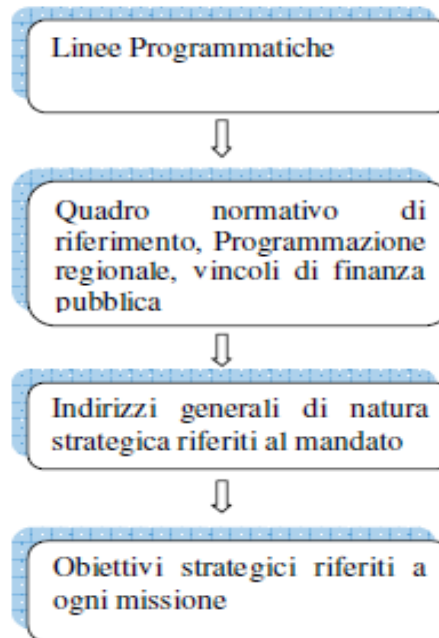 Linee Programmatiche
Quadro normativo di
riferimento, Programmazione
regionale, vincoli di finanza
pubblica
Indirizzi generali di natura
strategica riferiti al mandato
Obiettivi strategici riferiti a
ogni missione